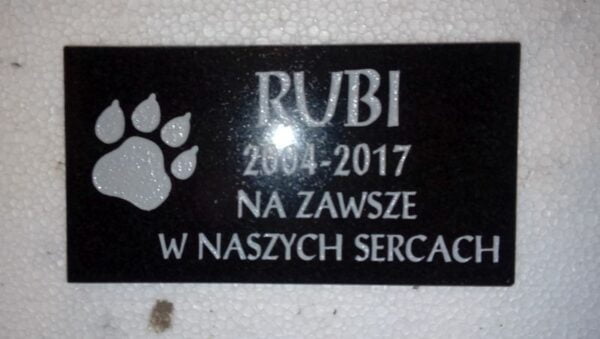 RUBI
2004-2017
NA ZAWSZE
W NASZYCH SERCACH